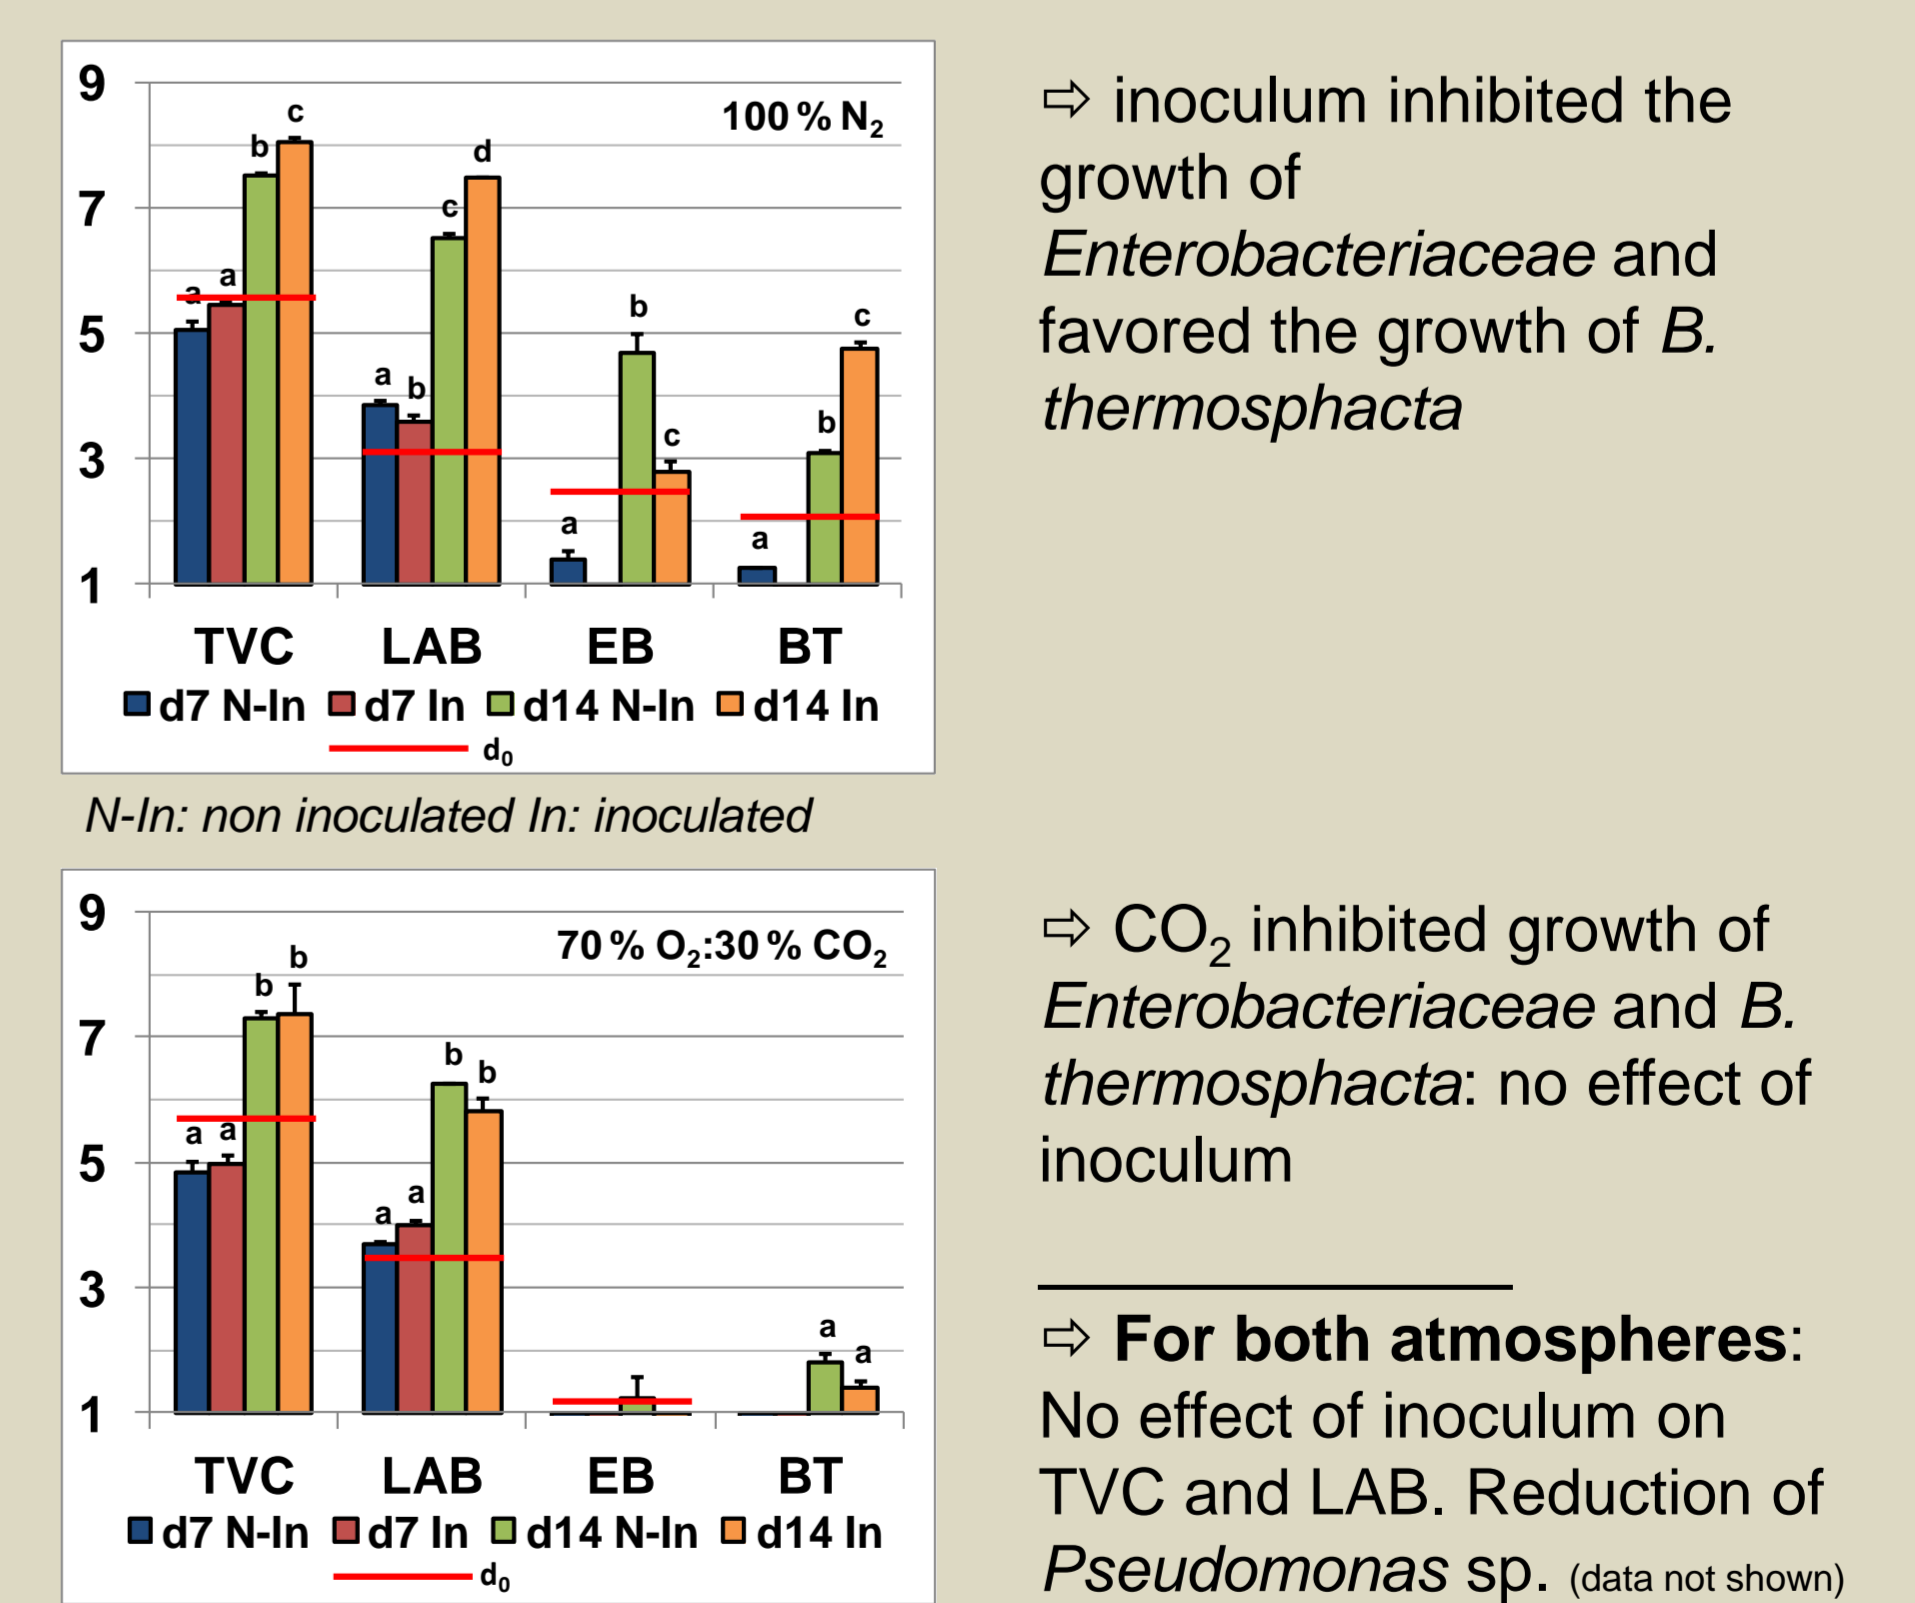 9
7
5
3
1
100 % N₂
a a b c
a b c d
a b c
a b c
TVC LAB EB BT
d7 N-In d7 In d14 N-In d14 In
d₀
N-In: non inoculated In: inoculated
⇨ inoculum inhibited the
growth of
Enterobacteriaceae and
favored the growth of B.
thermosphacta
9
7
5
3
1
70 % O₂:30 % CO₂
a a b b
a a b b
a a
TVC LAB EB BT
d7 N-In d7 In d14 N-In d14 In
d₀
⇨ CO₂ inhibited growth of
Enterobacteriaceae and B.
thermosphacta: no effect of
inoculum
⇨ For both atmospheres:
No effect of inoculum on
TVC and LAB. Reduction of
Pseudomonas sp. (data not shown)